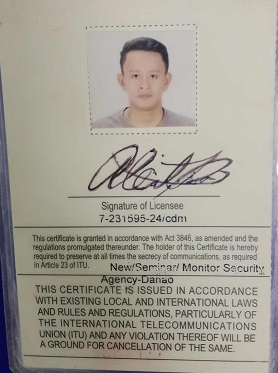 Signature of Licensee
7-231595-24/cdm
This certificate is granted in accordance with Act 3846, as amended and the
regulations promulgated thereunder. The holder of this Certificate is hereby
required to preserve at all times the secrecy of communications, as required
in Article 23 of ITU.
New/Seminar/ Monitor Security
Agency-Danao
THIS CERTIFICATE IS ISSUED IN ACCORDANCE
WITH EXISTING LOCAL AND INTERNATIONAL LAWS
AND RULES AND REGULATIONS, PARTICULARLY OF
THE INTERNATIONAL TELECOMMUNICATIONS
UNION (ITU) AND ANY VIOLATION THEREOF WILL BE
A GROUND FOR CANCELLATION OF THE SAME.